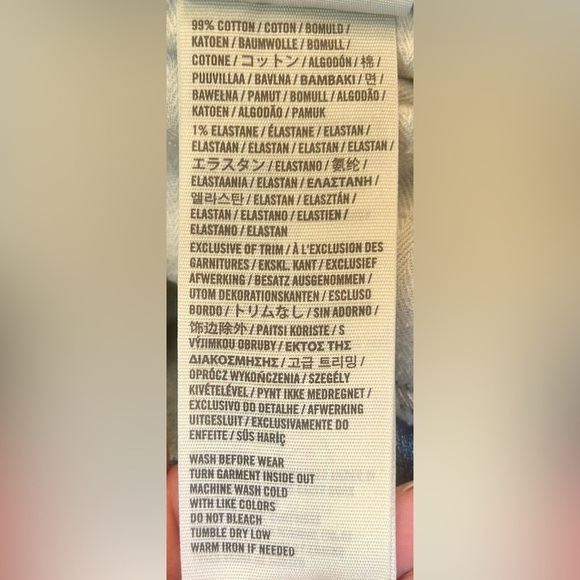 99% COTTON / COTON / BOMULD /
KATOEN / BAUMWOLLE / BOMULL /
COTONE / コットン / ALGODÓN / 棉 /
PUUVILLAA / BAVLNA / ΒΑΜΒΑΚΙ / 면 /
BAWEŁNA / PAMUT / BOMULL / ALGODÃO /
KATOEN / ALGODÃO / PAMUK
1% ELASTANE / ÉLASTANE / ELASTAN /
ELASTAAN / ELASTAN / ELASTAN / ELASTAN /
エラスタン / ELASTANO / 氨纶 /
ELASTAANIA / ELASTAN / ΕΛΑΣΤΑΝΗ /
엘라스탄 / ELASTAN / ELASZTÁN /
ELASTAN / ELASTANO / ELASTIEN /
ELASTANO / ELASTAN
EXCLUSIVE OF TRIM / À L'EXCLUSION DES
GARNITURES / EKSKL. KANT / EXCLUSIEF
AFWERKING / BESATZ AUSGENOMMEN /
UTOM DEKORATIONSKANTEN / ESCLUSO
BORDO / トリムなし / SIN ADORNO /
饰边除外 / PAITSI KORISTE / S
VÝJIMKOU OBRUBY / ΕΚΤΟΣ ΤΗΣ
ΔΙΑΚΟΣΜΗΣΗΣ / 고급 트리밍 /
OPRÓCZ WYKOŃCZENIA / SZEGÉLY
KIVÉTELÉVEL / PYNT IKKE MEDREGNET /
EXCLUSIVO DO DETALHE / AFWERKING
UITGESLUIT / EXCLUSIVAMENTE DO
ENFEITE / SÜS HARİÇ
WASH BEFORE WEAR
TURN GARMENT INSIDE OUT
MACHINE WASH COLD
WITH LIKE COLORS
DO NOT BLEACH
TUMBLE DRY LOW
WARM IRON IF NEEDED